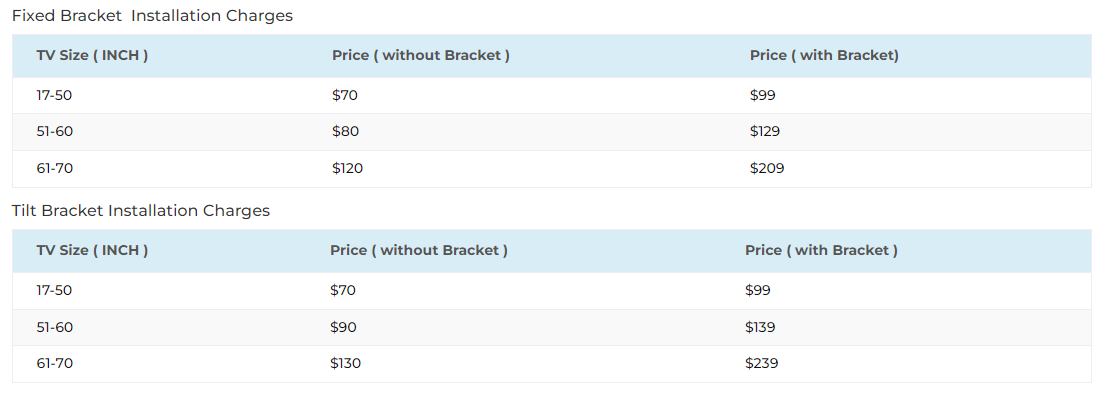 Fixed Bracket  Installation Charges
TV Size ( INCH ) Price ( without Bracket ) Price ( with Bracket)
17-50 $70 $99
51-60 $80 $129
61-70 $120 $209
Tilt Bracket Installation Charges
TV Size ( INCH ) Price ( without Bracket ) Price ( with Bracket )
17-50 $70 $99
51-60 $90 $139
61-70 $130 $239